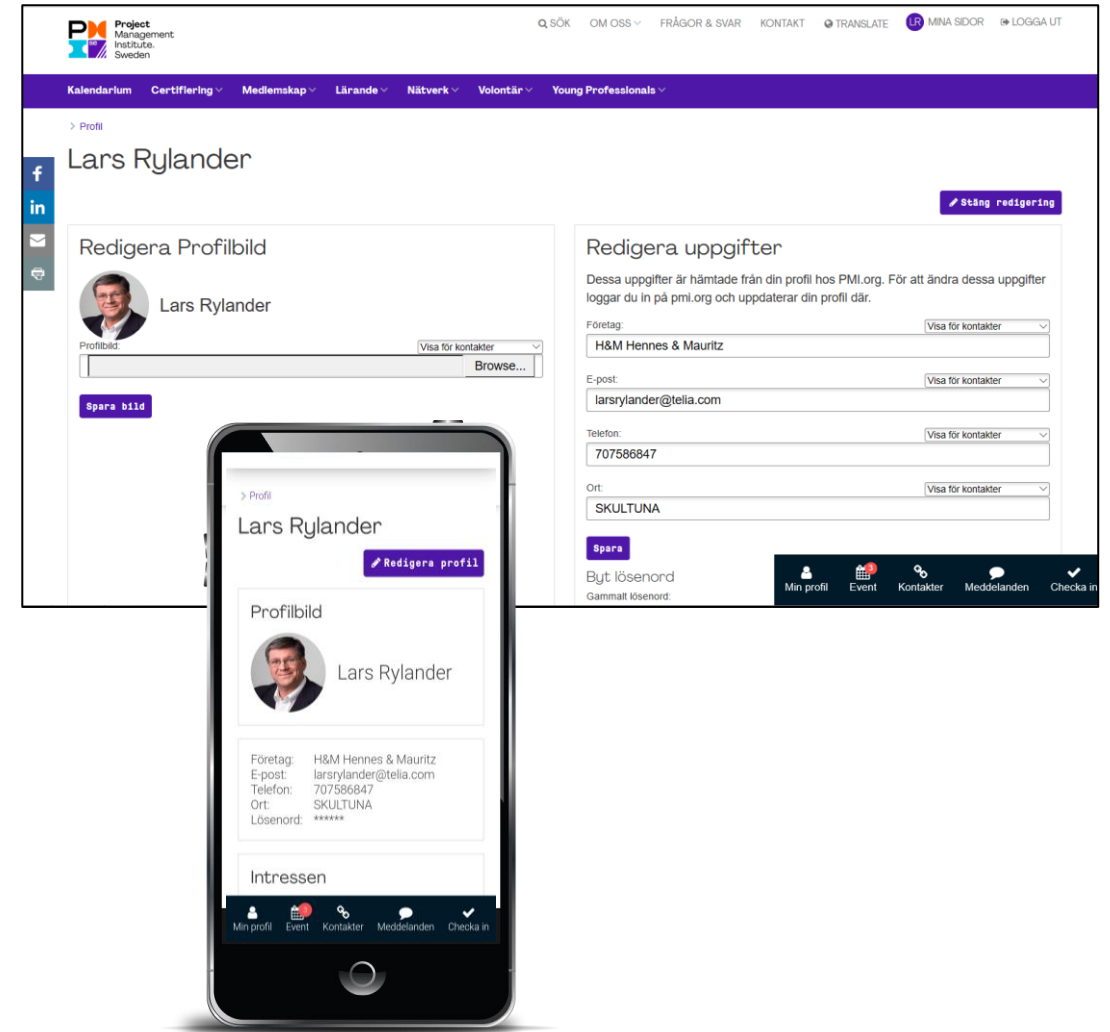 Project
Management
Institute.
Sweden
se
SÖK OM OSS FRÅGOR & SVAR KONTAKT TRANSLATE LR MINA SIDOR LOGGA UT
Kalendarium Certifiering Medlemskap Lärande Nätverk Volontär Young Professionals
> Profil
Lars Rylander
Stäng redigering
Redigera Profilbild
Lars Rylander
Profilbild: Visa för kontakter
Browse...
Spara bild
Redigera uppgifter
Dessa uppgifter är hämtade från din profil hos PMI.org. För att ändra dessa uppgifter
loggar du in på pmi.org och uppdaterar din profil där.
Företag: Visa för kontakter
H&M Hennes & Mauritz
E-post: Visa för kontakter
larsrylander@telia.com
Telefon: Visa för kontakter
707586847
Ort: Visa för kontakter
SKULTUNA
Spara
Byt lösenord
Gammalt lösenord:
3
Min profil Event Kontakter Meddelanden Checka in
> Profil
Lars Rylander
Redigera profil
Profilbild
Lars Rylander
Företag: H&M Hennes & Mauritz
E-post: larsrylander@telia.com
Telefon: 707586847
Ort: SKULTUNA
Lösenord: ******
Intressen
3
Min profil Event Kontakter Meddelanden Checka in